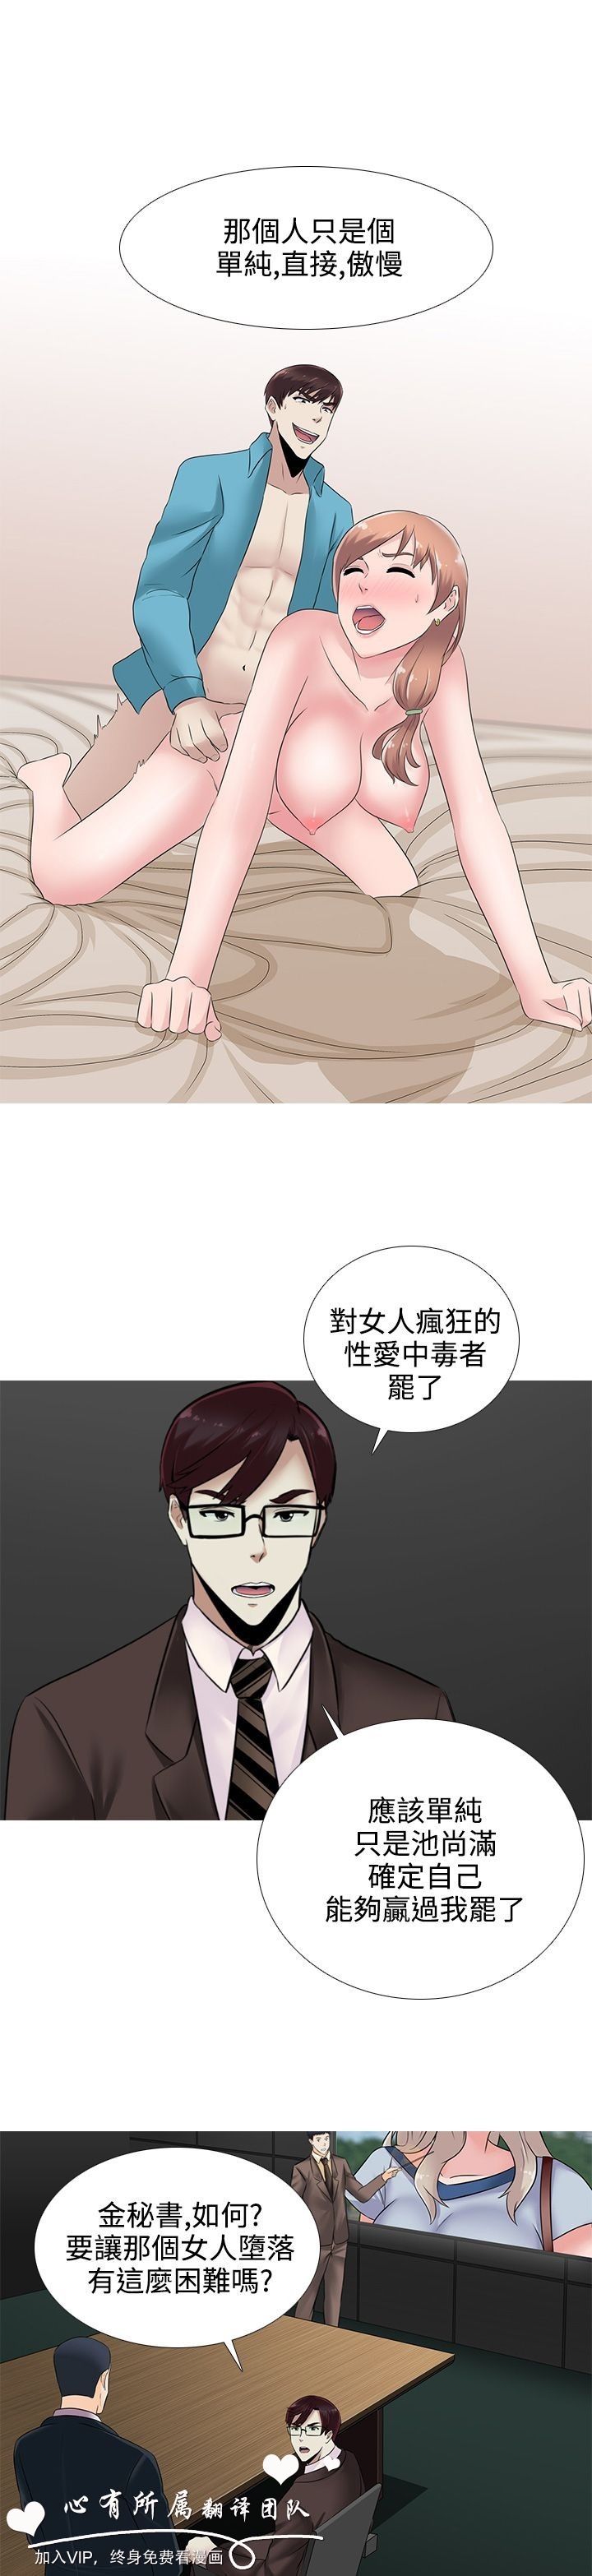 那個人只是個
單純,直接,傲慢
對女人瘋狂的
性愛中毒者
罷了
應該單純
只是池尚滿
確定自己
能夠贏過我罷了
金秘書,如何?
要讓那個女人墮落
有這麼困難嗎?
心有所属翻译团队
加入VIP，终身免费看漫画